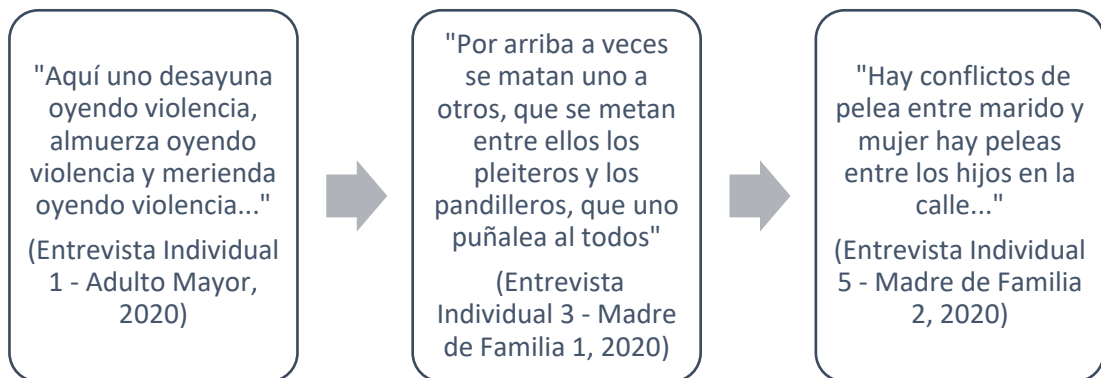 "Aquí uno desayuna
oyendo violencia,
almuerza oyendo
violencia y merienda
oyendo violencia..."
(Entrevista Individual
1 - Adulto Mayor,
2020)
"Por arriba a veces
se matan uno a
otros, que se metan
entre ellos los
pleiteros y los
pandilleros, que uno
puñalea al todos"
(Entrevista
Individual 3 - Madre
de Familia 1, 2020)
"Hay conflictos de
pelea entre marido y
mujer hay peleas
entre los hijos en la
calle..."
(Entrevista Individual
5 - Madre de Familia
2, 2020)